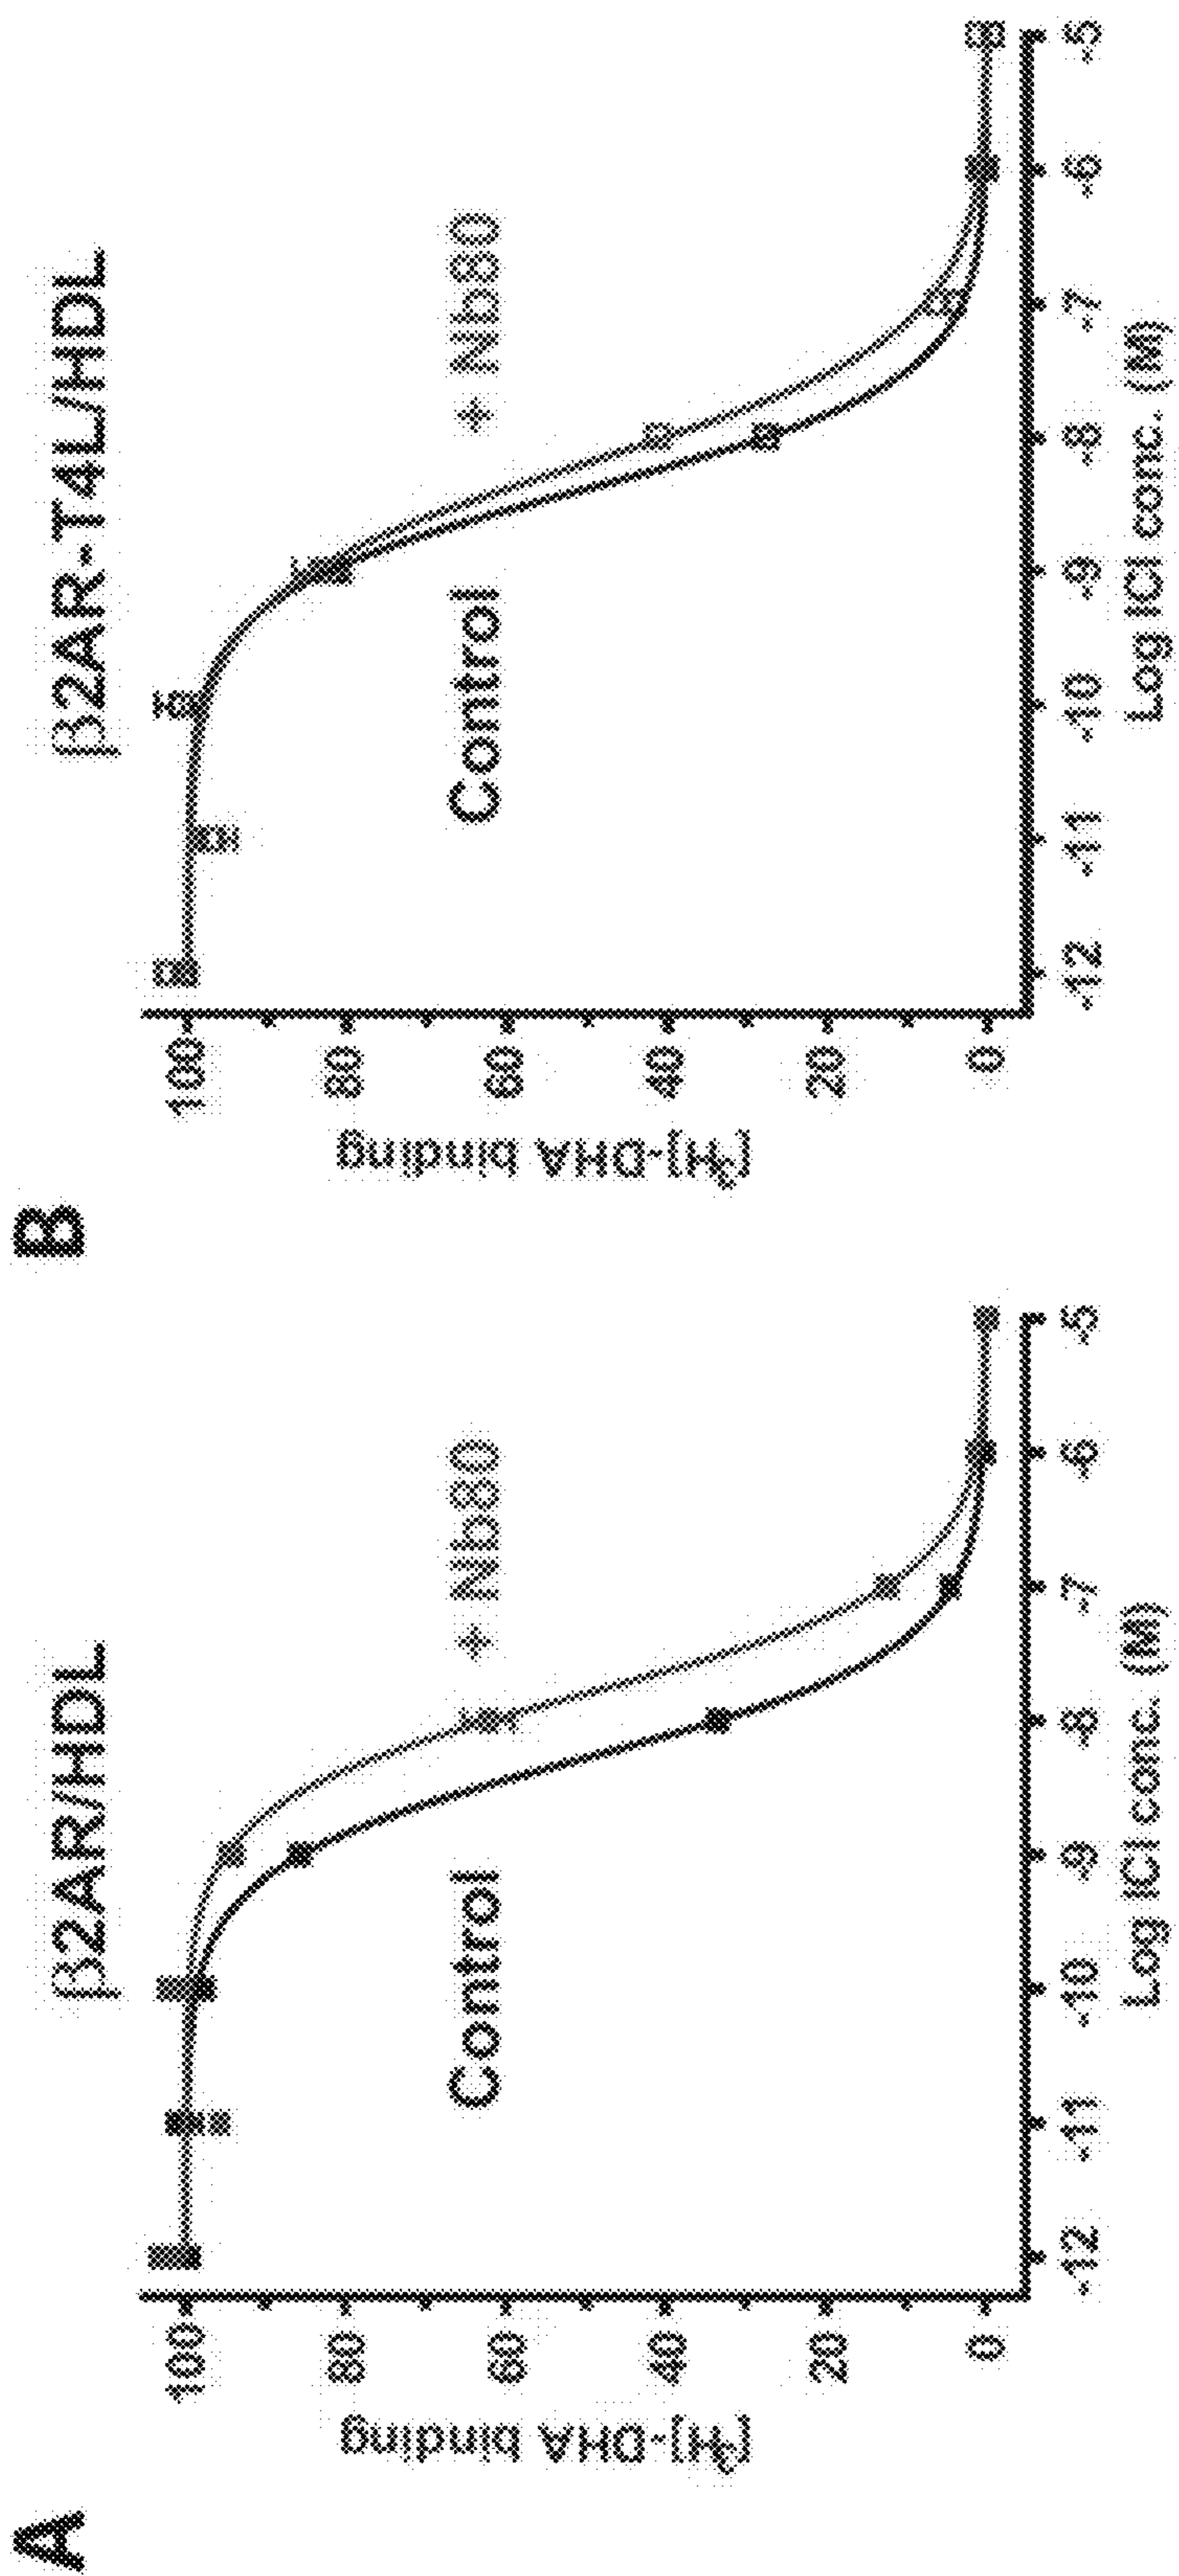 A
β2AR/HDL
[³H]-DHA binding
100
80
60
40
20
0
Control
+ Nb80
-12
-11
-10
-9
-8
-7
-6
-5
Log ICI conc. (M)
B
β2AR-T4L/HDL
[³H]-DHA binding
100
80
60
40
20
0
Control
+ Nb80
-12
-11
-10
-9
-8
-7
-6
-5
Log ICI conc. (M)